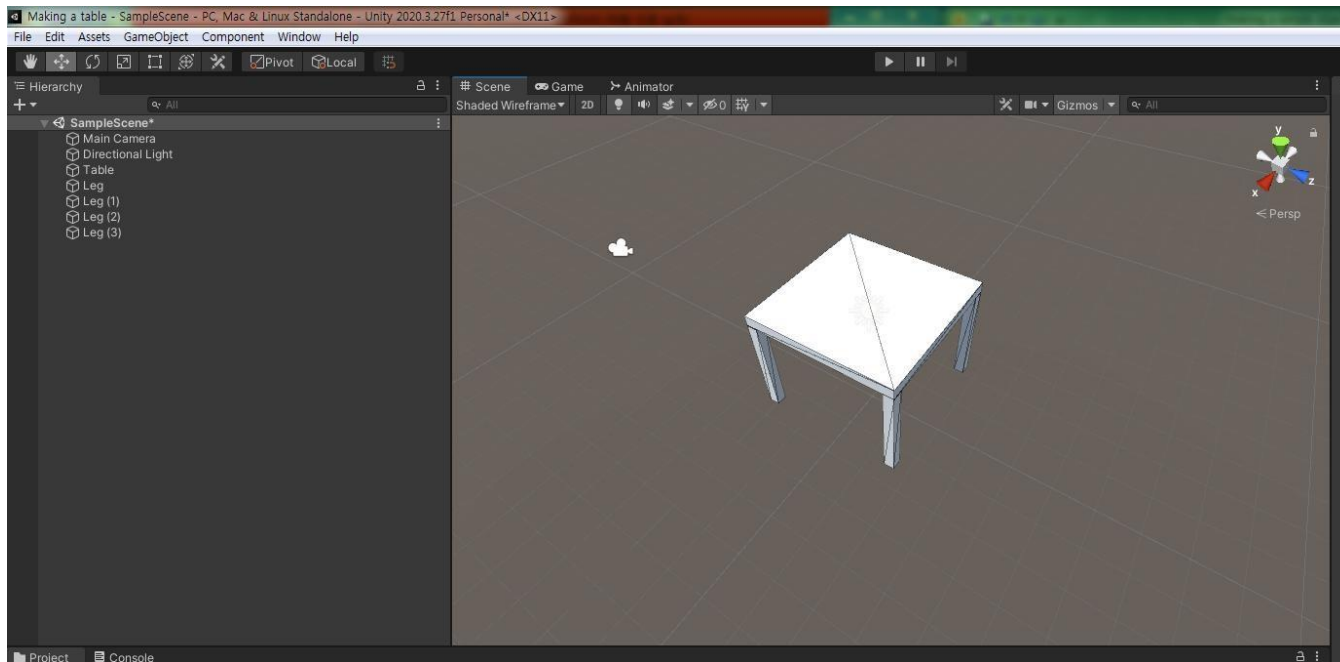 Making a table - SampleScene - PC, Mac & Linux Standalone - Unity 2020.3.27f1 Personal* <DX11>
File Edit Assets GameObject Component Window Help
Pivot Local
Hierarchy
# Scene Game Animator
All
Shaded Wireframe 2D 0 Gizmos All
SampleScene*
Main Camera
Directional Light
Table
Leg
Leg (1)
Leg (2)
Leg (3)
y
x z
Persp
Project Console